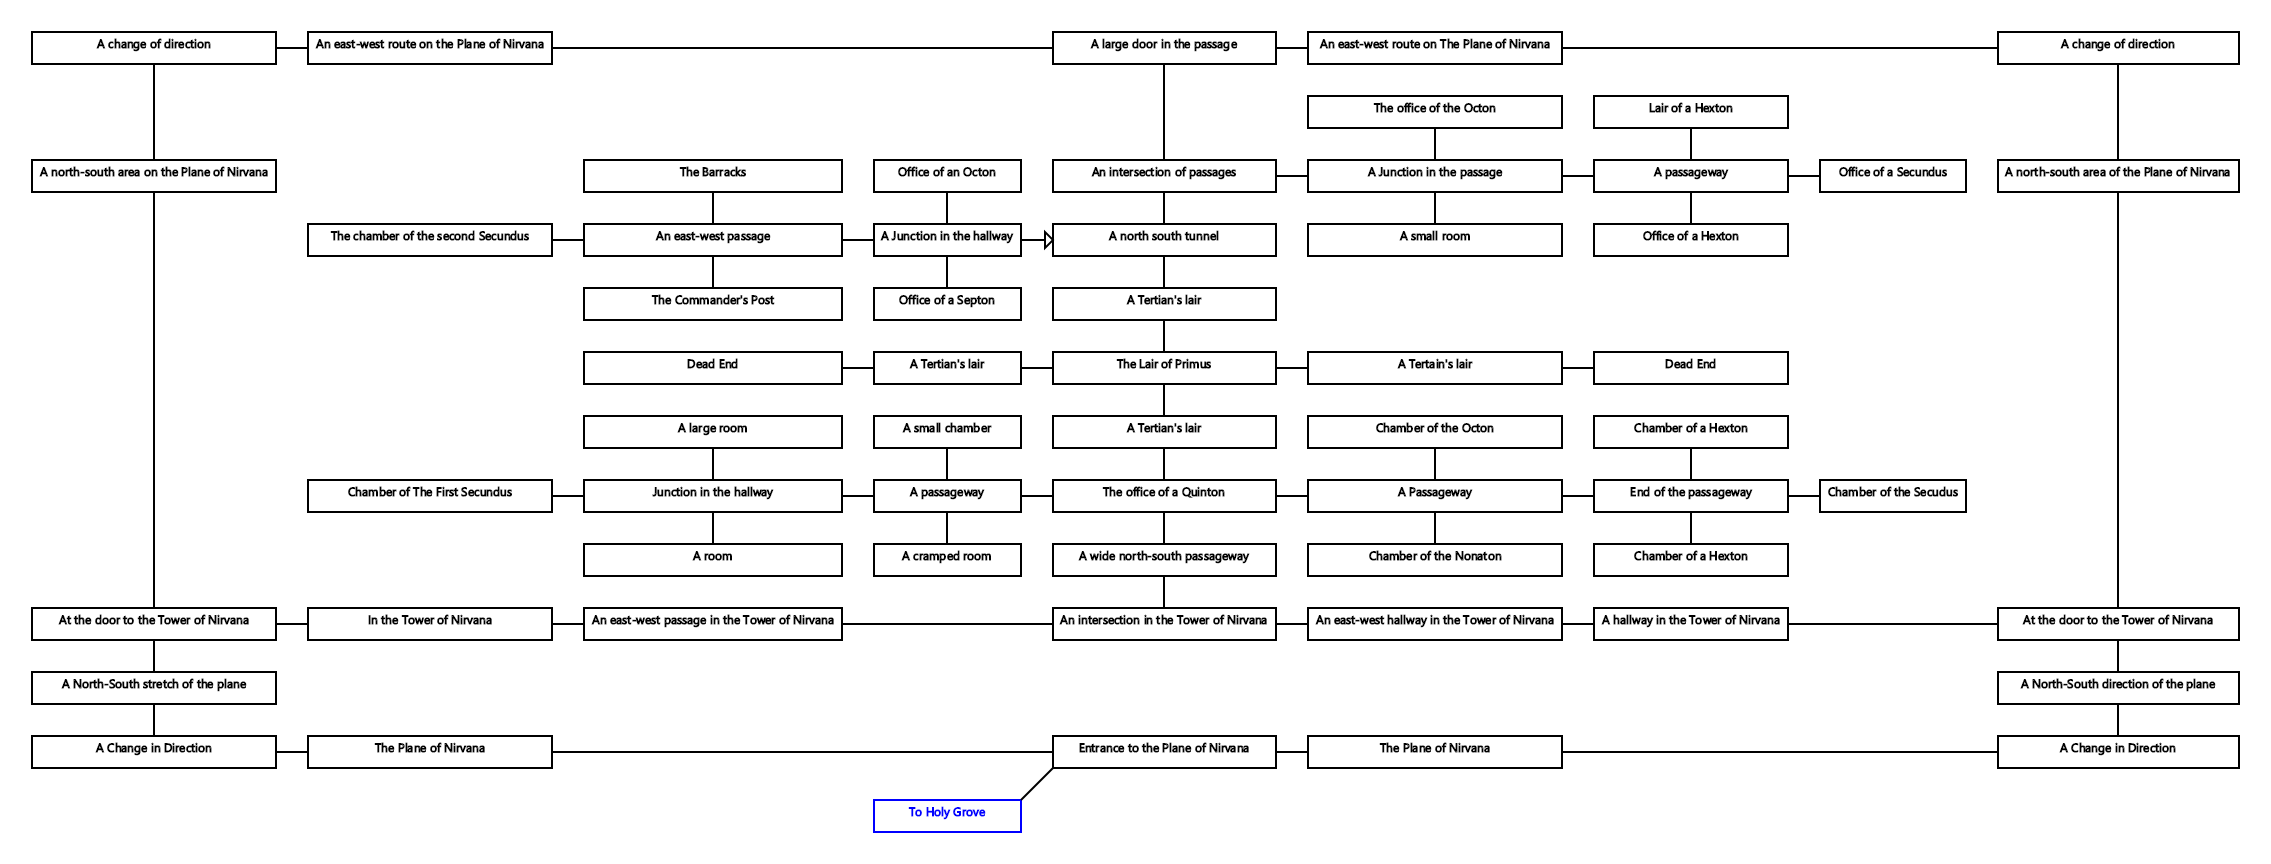 A change of direction
An east-west route on the Plane of Nirvana
A large door in the passage
An east-west route on The Plane of Nirvana
A change of direction
The office of the Octon
Lair of a Hexton
A north-south area on the Plane of Nirvana
The Barracks
Office of an Octon
An intersection of passages
A Junction in the passage
A passageway
Office of a Secundus
A north-south area of the Plane of Nirvana
The chamber of the second Secundus
An east-west passage
A Junction in the hallway
A north south tunnel
A small room
Office of a Hexton
The Commander's Post
Office of a Septon
A Tertian's lair
Dead End
A Tertian's lair
The Lair of Primus
A Tertain's lair
Dead End
A large room
A small chamber
A Tertian's lair
Chamber of the Octon
Chamber of a Hexton
Chamber of The First Secundus
Junction in the hallway
A passageway
The office of a Quinton
A Passageway
End of the passageway
Chamber of the Secudus
A room
A cramped room
A wide north-south passageway
Chamber of the Nonaton
Chamber of a Hexton
At the door to the Tower of Nirvana
In the Tower of Nirvana
An east-west passage in the Tower of Nirvana
An intersection in the Tower of Nirvana
An east-west hallway in the Tower of Nirvana
A hallway in the Tower of Nirvana
At the door to the Tower of Nirvana
A North-South stretch of the plane
A North-South direction of the plane
A Change in Direction
The Plane of Nirvana
Entrance to the Plane of Nirvana
The Plane of Nirvana
A Change in Direction
To Holy Grove